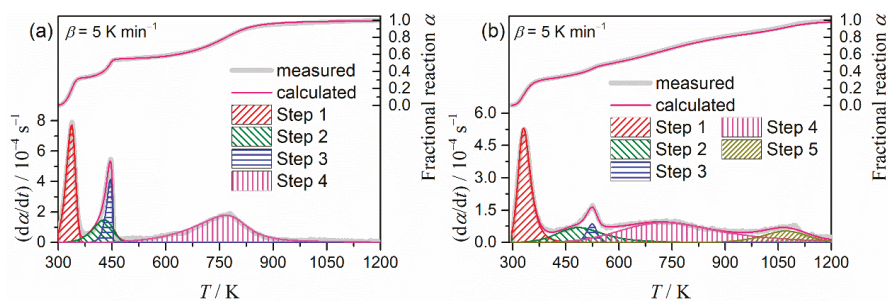 (a)
β = 5 K min⁻¹
measured
calculated
Step 1
Step 2
Step 3
Step 4
(dα/dt) / 10⁻⁴ s⁻¹
8
6
4
2
0
300 450 600 750 900 1050 1200
T / K
1.0
0.8
0.6
0.4
0.2
0.0
Fractional reaction α
(b)
β = 5 K min⁻¹
measured
calculated
Step 1 Step 4
Step 2 Step 5
Step 3
(dα/dt) / 10⁻⁴ s⁻¹
6.0
4.5
3.0
1.5
0.0
300 450 600 750 900 1050 1200
T / K
1.0
0.8
0.6
0.4
0.2
0.0
Fractional reaction α